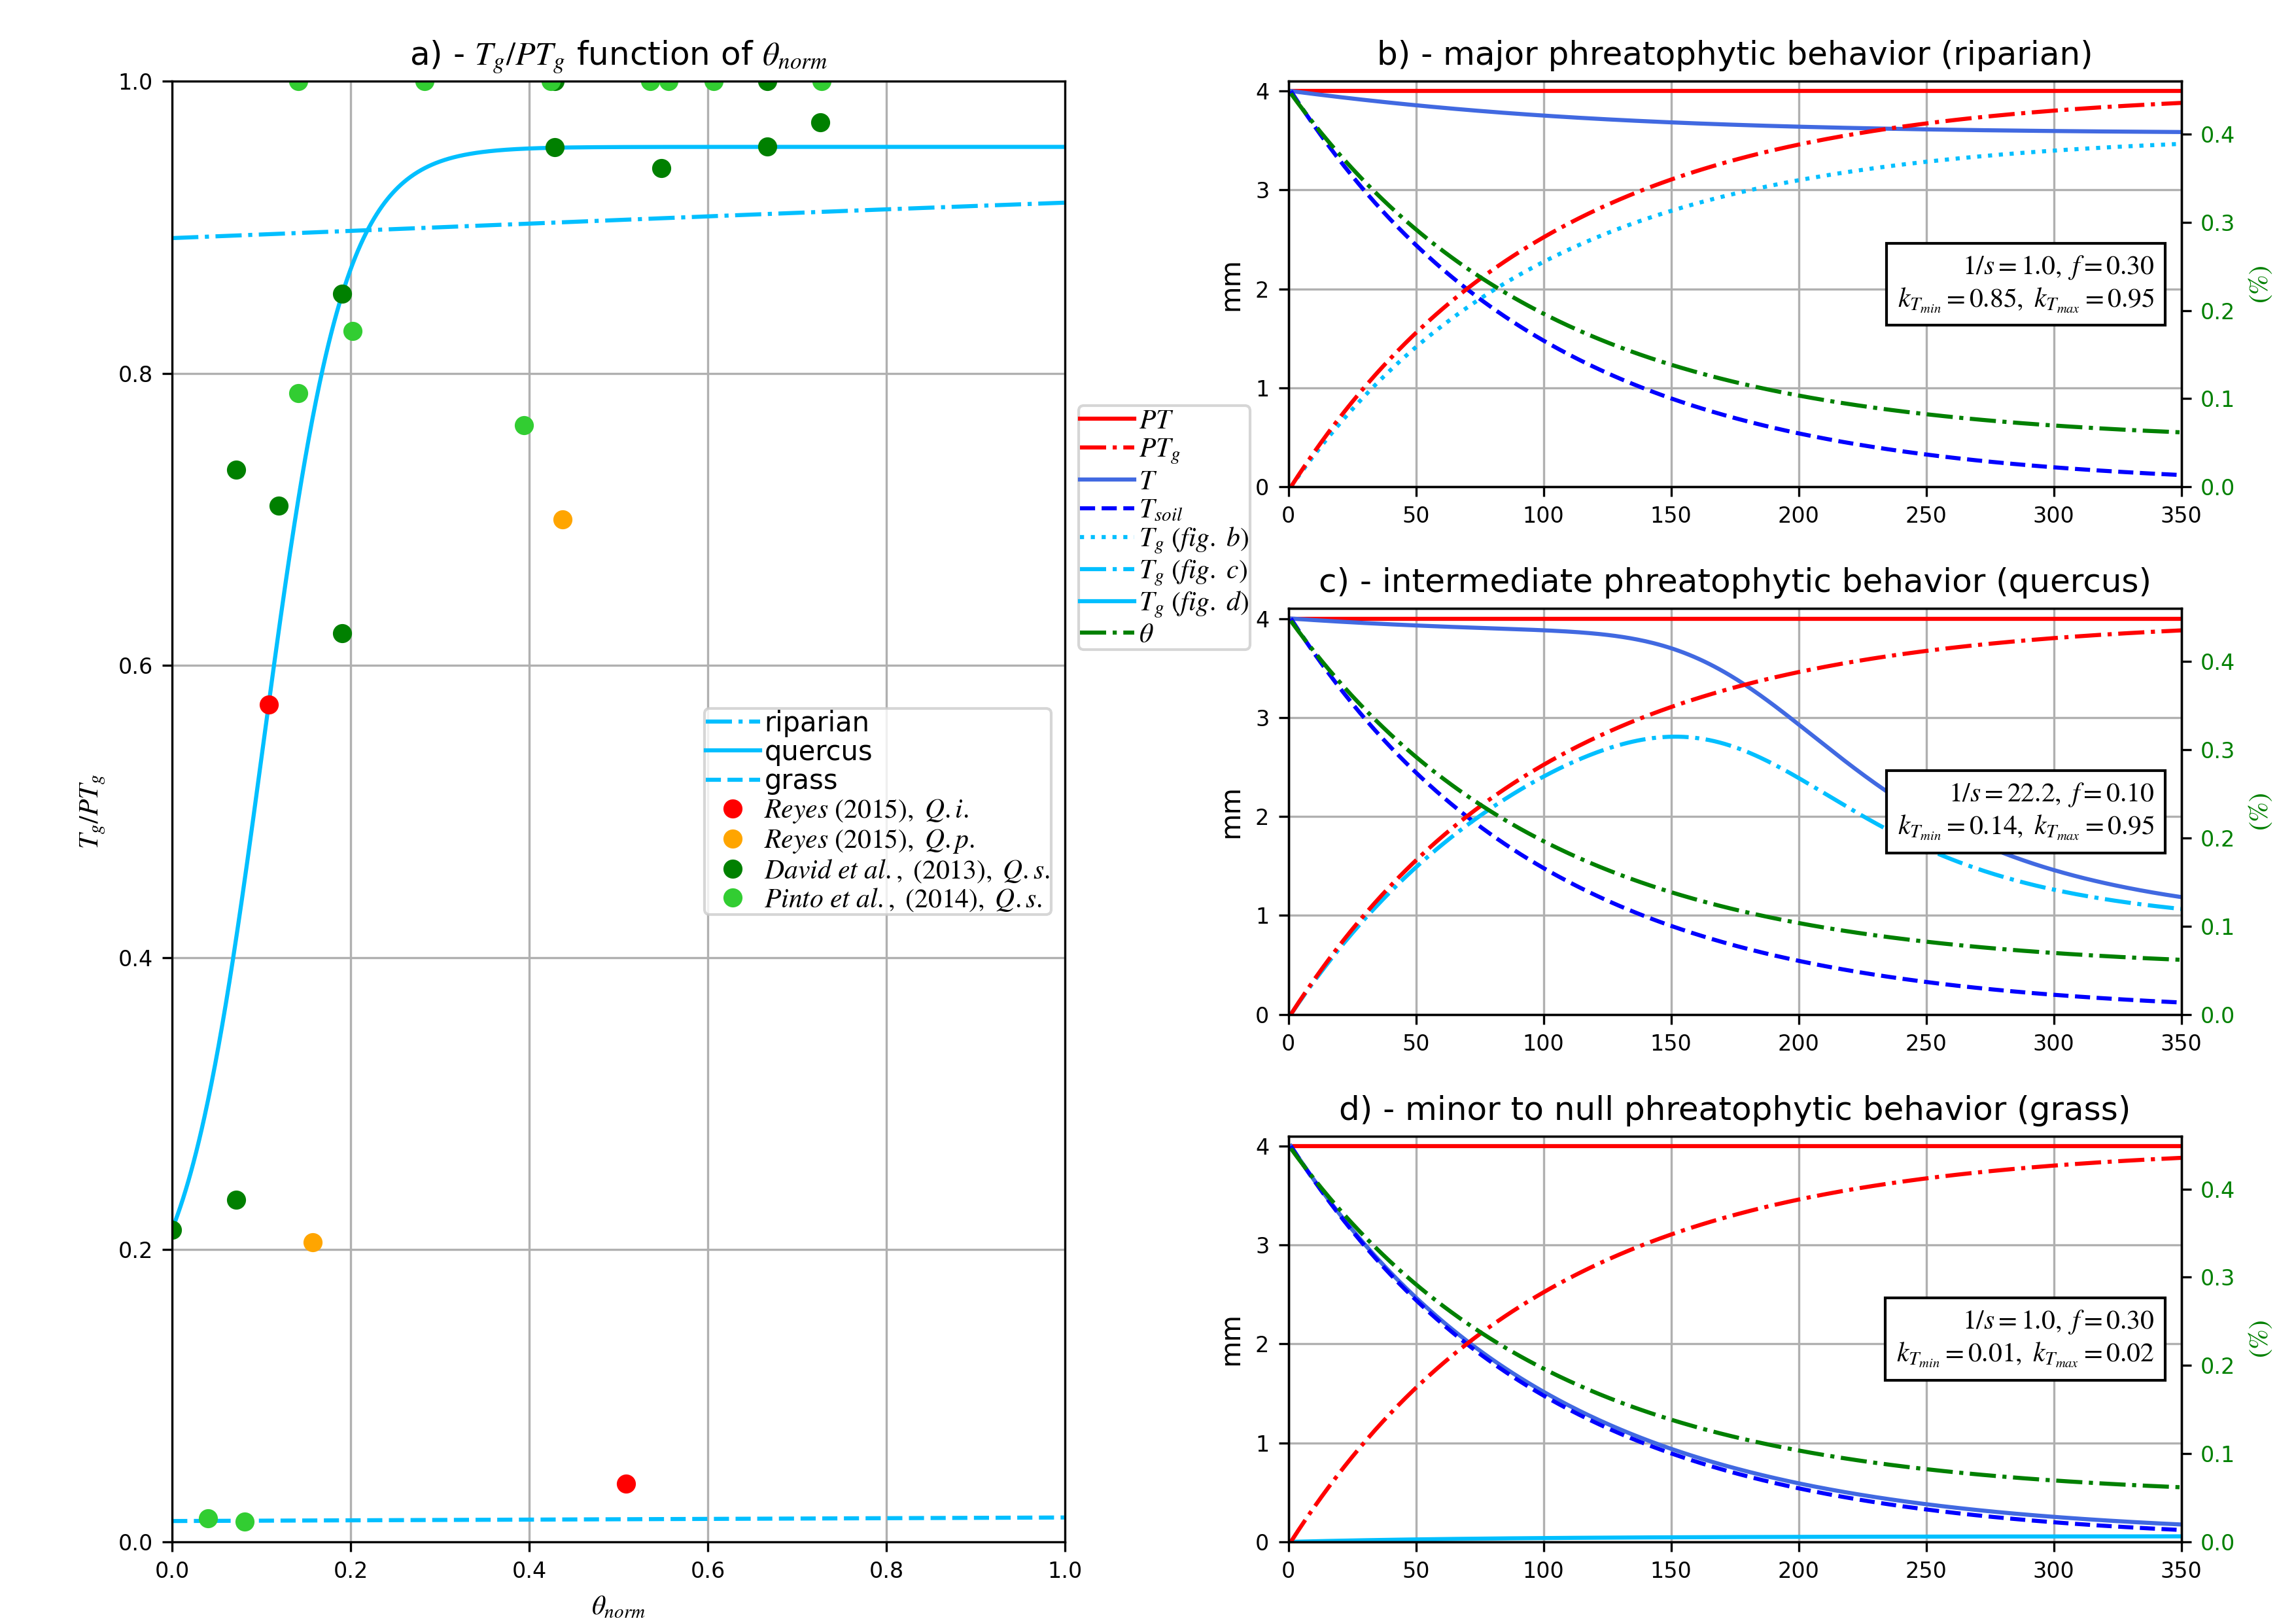 a) - Tg/PTg function of θnorm
1.0
0.8
0.6
0.4
0.2
0.0
Tg/PTg
0.0 0.2 0.4 0.6 0.8 1.0
θnorm
riparian
quercus
grass
Reyes (2015), Q.i.
Reyes (2015), Q.p.
David et al., (2013), Q.s.
Pinto et al., (2014), Q.s.
PT
PTg
T
Tsoil
Tg (fig. b)
Tg (fig. c)
Tg (fig. d)
θ
b) - major phreatophytic behavior (riparian)
4
3
2
1
0
mm
0.4
0.3
0.2
0.1
0.0
(%)
1/s=1.0, f=0.30
kTmin=0.85, kTmax=0.95
0 50 100 150 200 250 300 350
c) - intermediate phreatophytic behavior (quercus)
4
3
2
1
0
mm
0.4
0.3
0.2
0.1
0.0
(%)
1/s=22.2, f=0.10
kTmin=0.14, kTmax=0.95
0 50 100 150 200 250 300 350
d) - minor to null phreatophytic behavior (grass)
4
3
2
1
0
mm
0.4
0.3
0.2
0.1
0.0
(%)
1/s=1.0, f=0.30
kTmin=0.01, kTmax=0.02
0 50 100 150 200 250 300 350